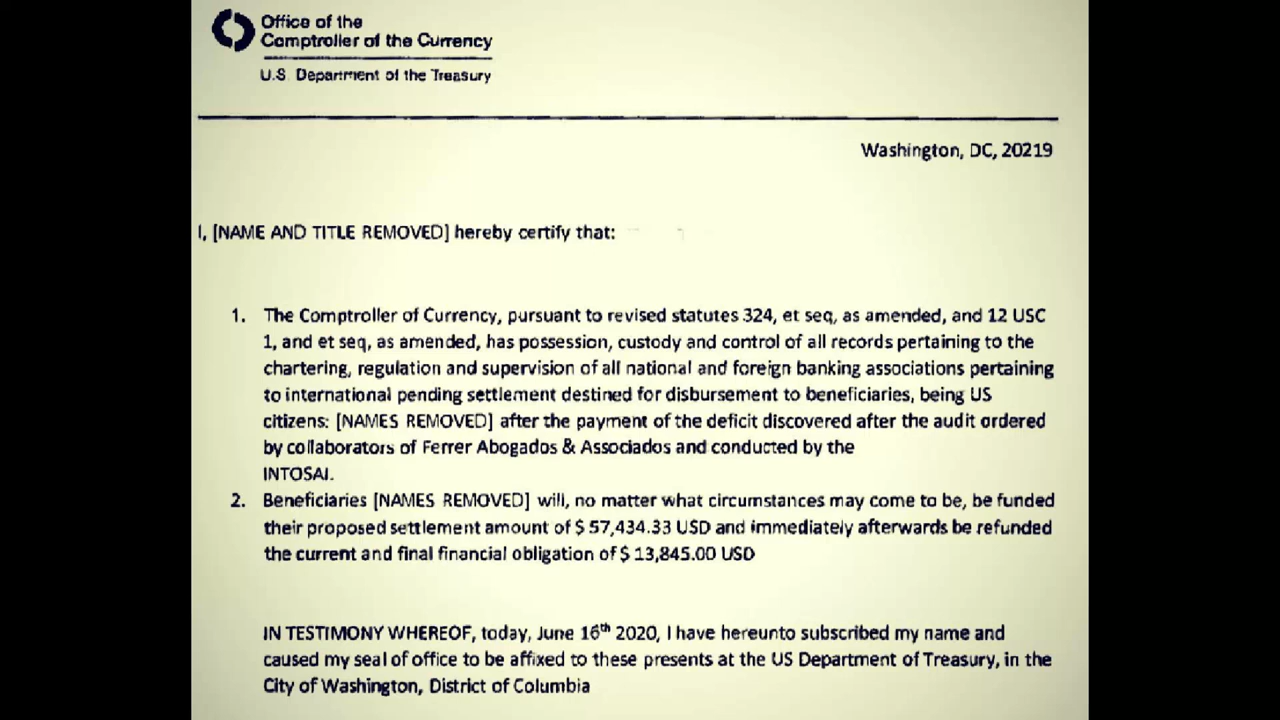 Office of the
Comptroller of the Currency
U.S. Department of the Treasury
Washington, DC, 20219
I, [NAME AND TITLE REMOVED] hereby certify that:
1. The Comptroller of Currency, pursuant to revised statutes 324, et seq, as amended, and 12 USC
1, and et seq, as amended, has possession, custody and control of all records pertaining to the
chartering, regulation and supervision of all national and foreign banking associations pertaining
to international pending settlement destined for disbursement to beneficiaries, being US
citizens: [NAMES REMOVED] after the payment of the deficit discovered after the audit ordered
by collaborators of Ferrer Abogados & Associados and conducted by the
INTOSAI.
2. Beneficiaries [NAMES REMOVED] will, no matter what circumstances may come to be, be funded
their proposed settlement amount of $ 57,434.33 USD and immediately afterwards be refunded
the current and final financial obligation of $ 13,845.00 USD
IN TESTIMONY WHEREOF, today, June 16th 2020, I have hereunto subscribed my name and
caused my seal of office to be affixed to these presents at the US Department of Treasury, in the
City of Washington, District of Columbia